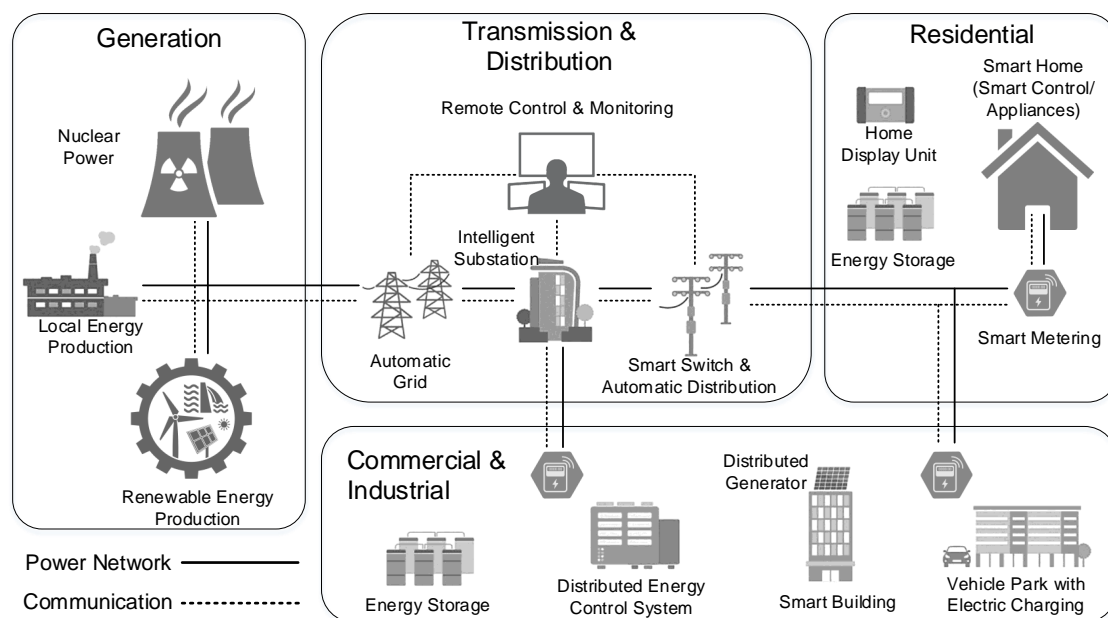 Generation
Nuclear
Power
Local Energy
Production
Renewable Energy
Production
Transmission &
Distribution
Remote Control & Monitoring
Intelligent
Substation
Automatic
Grid
Smart Switch &
Automatic Distribution
Residential
Smart Home
(Smart Control/
Appliances)
Home
Display Unit
Energy Storage
Smart Metering
Commercial &
Industrial
Energy Storage
Distributed Energy
Control System
Distributed
Generator
Smart Building
Vehicle Park with
Electric Charging
Power Network
Communication